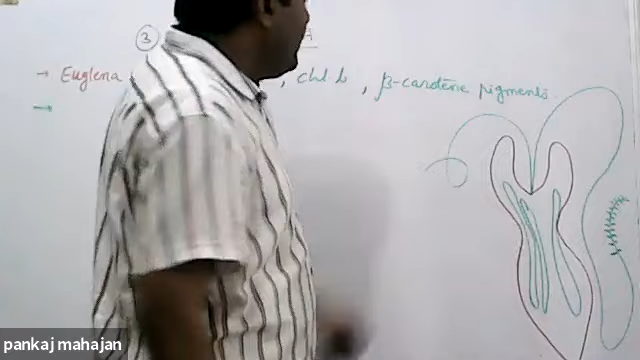 3 A
→ Euglena , chl b , β-carotene pigments.
→
pankaj mahajan